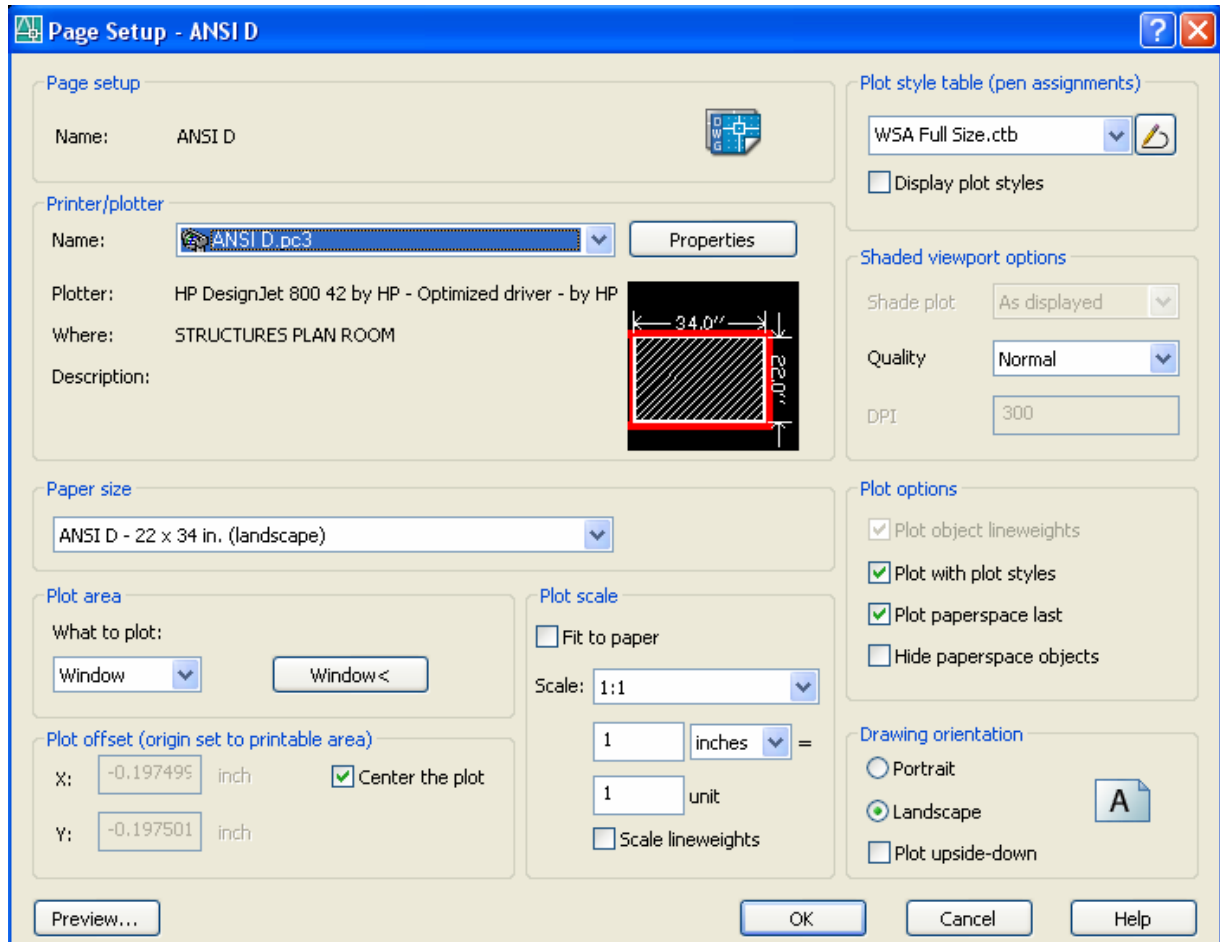 Page Setup - ANSI D
Page setup
Name: ANSI D
Printer/plotter
Name: ANSI D.pc3 Properties
Plotter: HP DesignJet 800 42 by HP - Optimized driver - by HP
Where: STRUCTURES PLAN ROOM
Description:
34.0''
22.0''
Paper size
ANSI D - 22 x 34 in. (landscape)
Plot area
What to plot:
Window Window<
Plot offset (origin set to printable area)
X: -0.197499 inch Center the plot
Y: -0.197501 inch
Plot scale
Fit to paper
Scale: 1:1
1 inches =
1 unit
Scale lineweights
Plot style table (pen assignments)
WSA Full Size.ctb
Display plot styles
Shaded viewport options
Shade plot As displayed
Quality Normal
DPI 300
Plot options
Plot object lineweights
Plot with plot styles
Plot paperspace last
Hide paperspace objects
Drawing orientation
Portrait
Landscape
A
Plot upside-down
Preview... OK Cancel Help